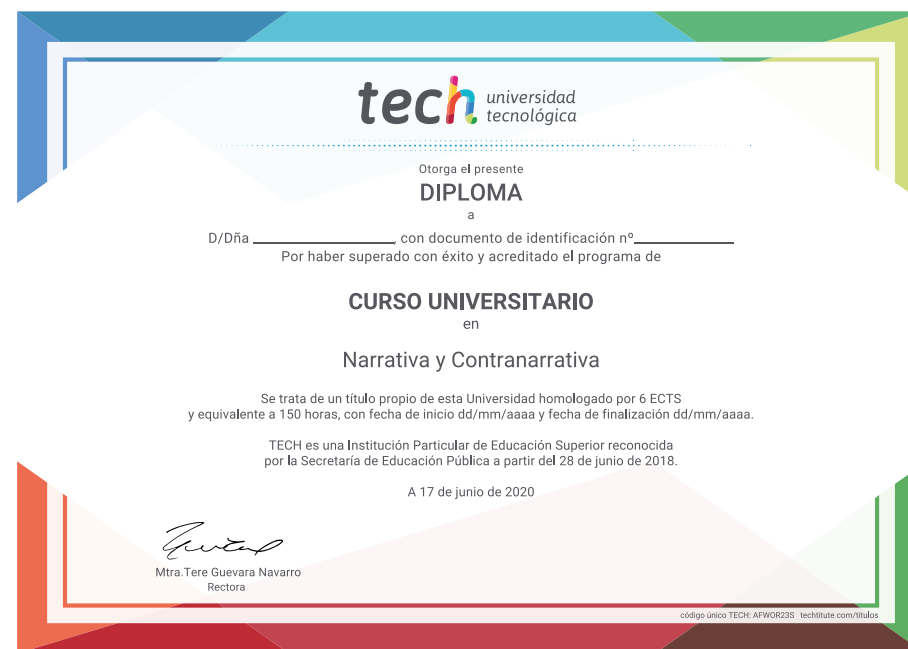 tech universidad
tecnológica
Otorga el presente
DIPLOMA
a
D/Dña ____________________, con documento de identificación nº______________
Por haber superado con éxito y acreditado el programa de
CURSO UNIVERSITARIO
en
Narrativa y Contranarrativa
Se trata de un título propio de esta Universidad homologado por 6 ECTS
y equivalente a 150 horas, con fecha de inicio dd/mm/aaaa y fecha de finalización dd/mm/aaaa.
TECH es una Institución Particular de Educación Superior reconocida
por la Secretaría de Educación Pública a partir del 28 de junio de 2018.
A 17 de junio de 2020
Mtra.Tere Guevara Navarro
Rectora
código único TECH: AFWOR23S techtitute.com/titulos